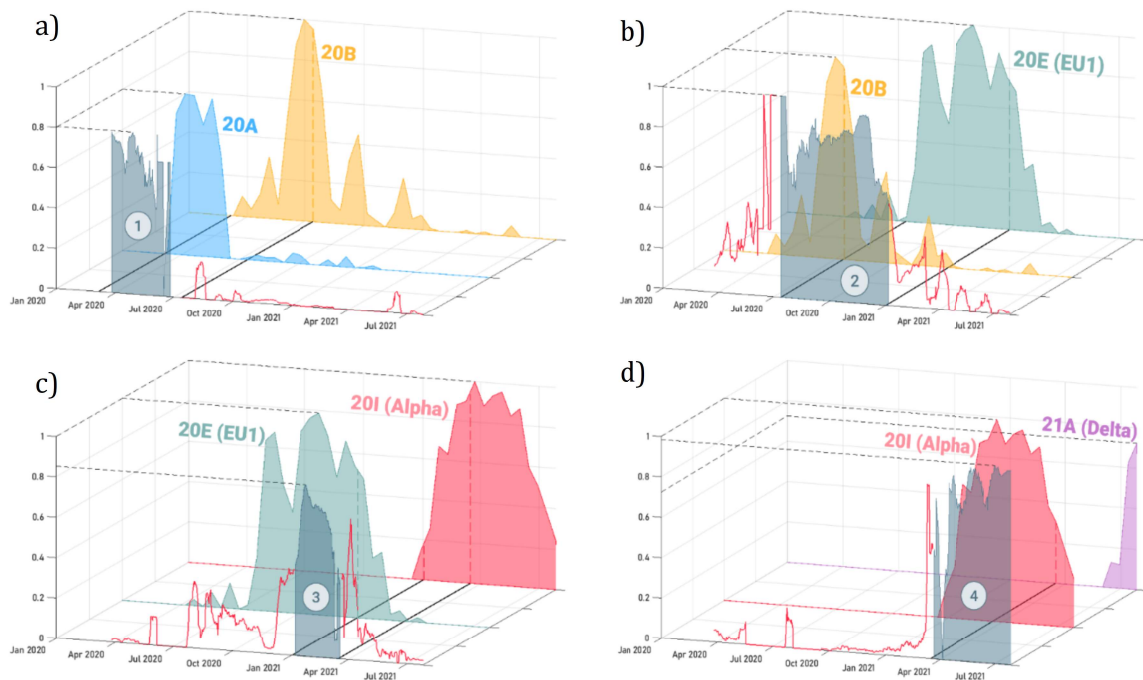 a)
20B
20A
1
0.8
0.6
0.4
0.2
0
1
Jan 2020
Apr 2020
Jul 2020
Oct 2020
Jan 2021
Apr 2021
Jul 2021
b)
20E (EU1)
20B
1
0.8
0.6
0.4
0.2
0
2
Jan 2020
Apr 2020
Jul 2020
Oct 2020
Jan 2021
Apr 2021
Jul 2021
c)
20I (Alpha)
20E (EU1)
1
0.8
0.6
0.4
0.2
0
3
Jan 2020
Apr 2020
Jul 2020
Oct 2020
Jan 2021
Apr 2021
Jul 2021
d)
21A (Delta)
20I (Alpha)
1
0.8
0.6
0.4
0.2
0
4
Jan 2020
Apr 2020
Jul 2020
Oct 2020
Jan 2021
Apr 2021
Jul 2021